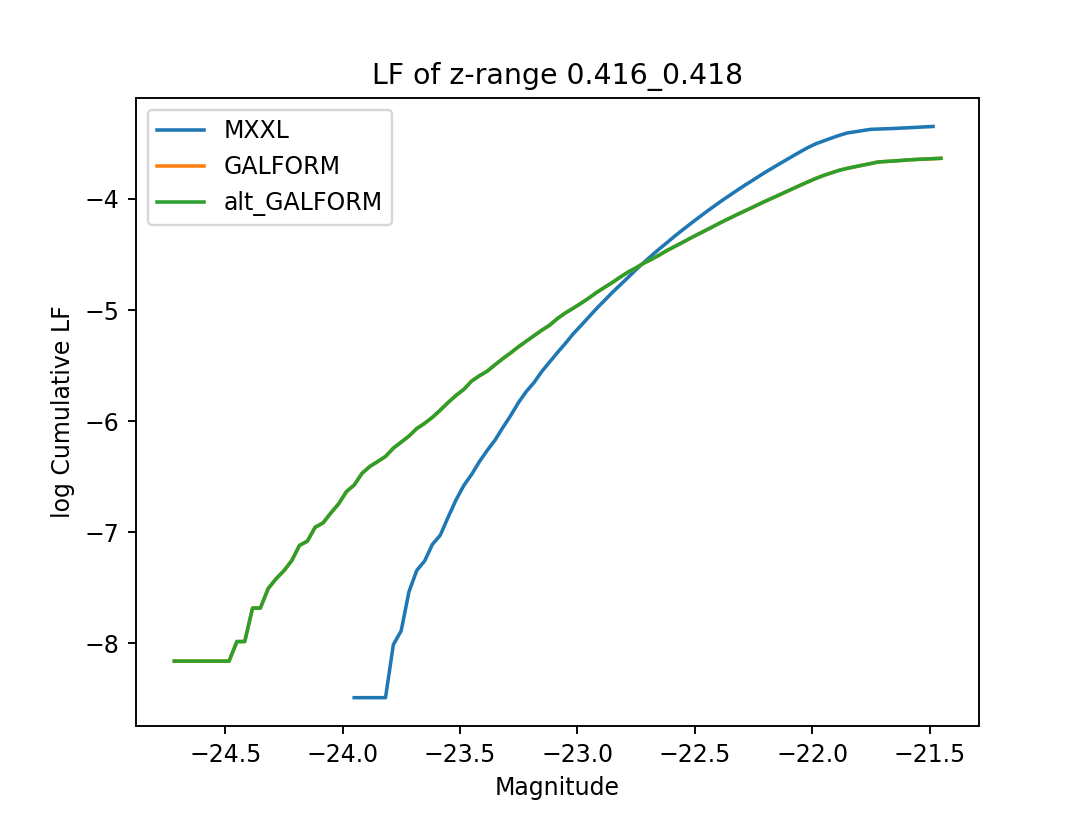 LF of z-range 0.416_0.418
MXXL
GALFORM
alt_GALFORM
log Cumulative LF
−4
−5
−6
−7
−8
−24.5 −24.0 −23.5 −23.0 −22.5 −22.0 −21.5
Magnitude